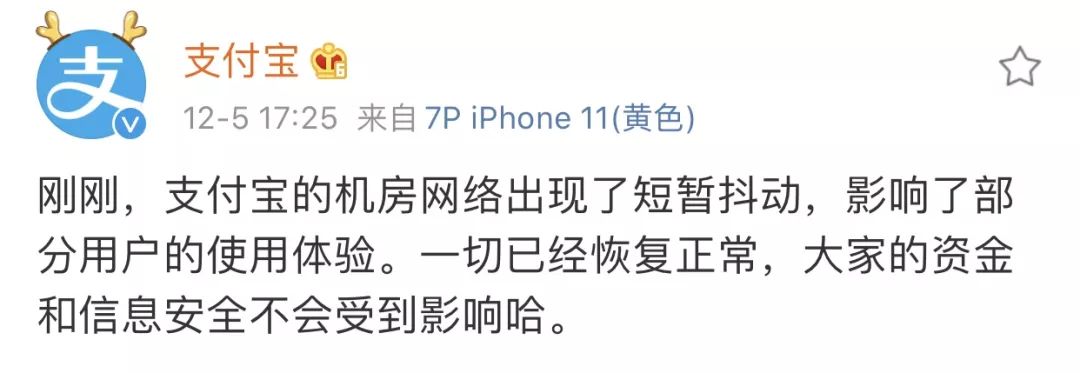 支付宝
12-5 17:25 来自 7P iPhone 11(黄色)
刚刚，支付宝的机房网络出现了短暂抖动，影响了部
分用户的使用体验。一切已经恢复正常，大家的资金
和信息安全不会受到影响哈。
支
V
6